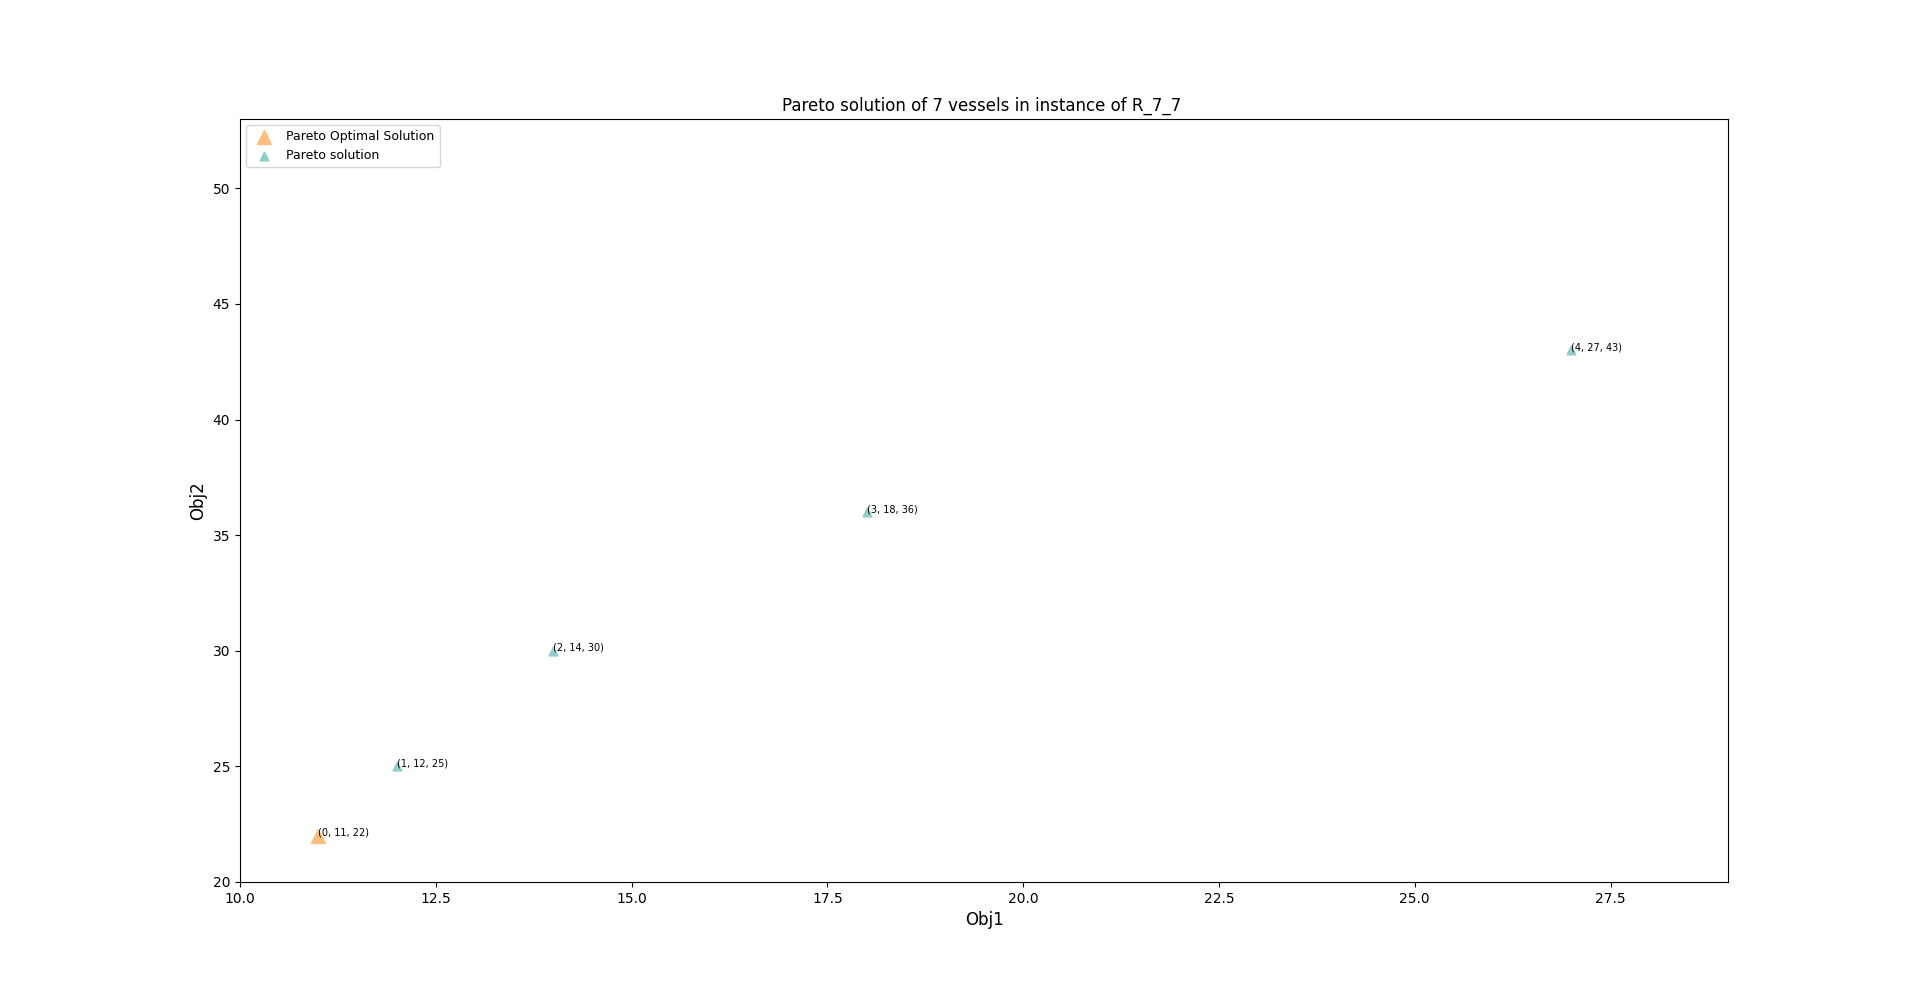 Pareto solution of 7 vessels in instance of R_7_7
Pareto Optimal Solution
Pareto solution
50
45
(4, 27, 43)
40
Obj2
(3, 18, 36)
35
30
(2, 14, 30)
25
(1, 12, 25)
(0, 11, 22)
20
10.0 12.5 15.0 17.5 20.0 22.5 25.0 27.5
Obj1